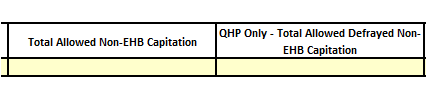 Total Allowed Non-EHB Capitation
QHP Only - Total Allowed Defrayed Non-
EHB Capitation